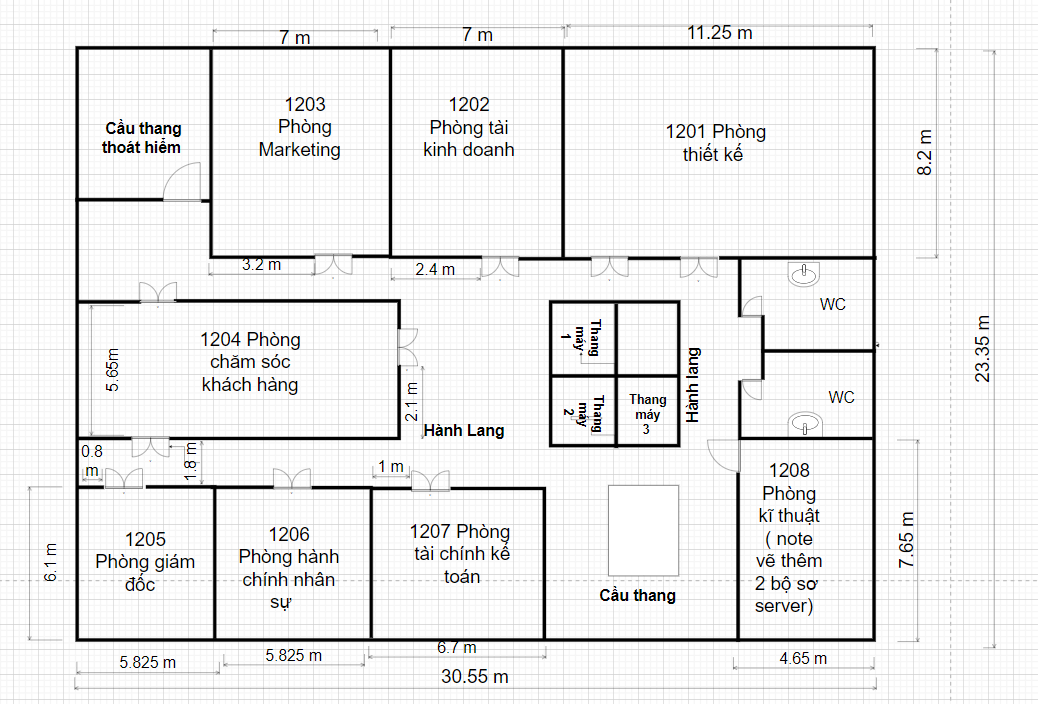 7 m
7 m
11.25 m
Cầu thang
thoát hiểm
1203
Phòng
Marketing
1202
Phòng tài
kinh doanh
1201 Phòng
thiết kế
8.2 m
3.2 m
2.4 m
WC
1204 Phòng
chăm sóc
khách hàng
5.65m
2.1 m
Hành Lang
Thang
máy
1
Thang
máy
2
Thang
máy
3
Hành lang
WC
23.35 m
0.8
m
1.8 m
1 m
1205
Phòng giám
đốc
1206
Phòng hành
chính nhân
sự
1207 Phòng
tài chính kế
toán
Cầu thang
1208
Phòng
kĩ thuật
( note
vẽ thêm
2 bộ sơ
server)
6.1 m
7.65 m
5.825 m
5.825 m
6.7 m
4.65 m
30.55 m